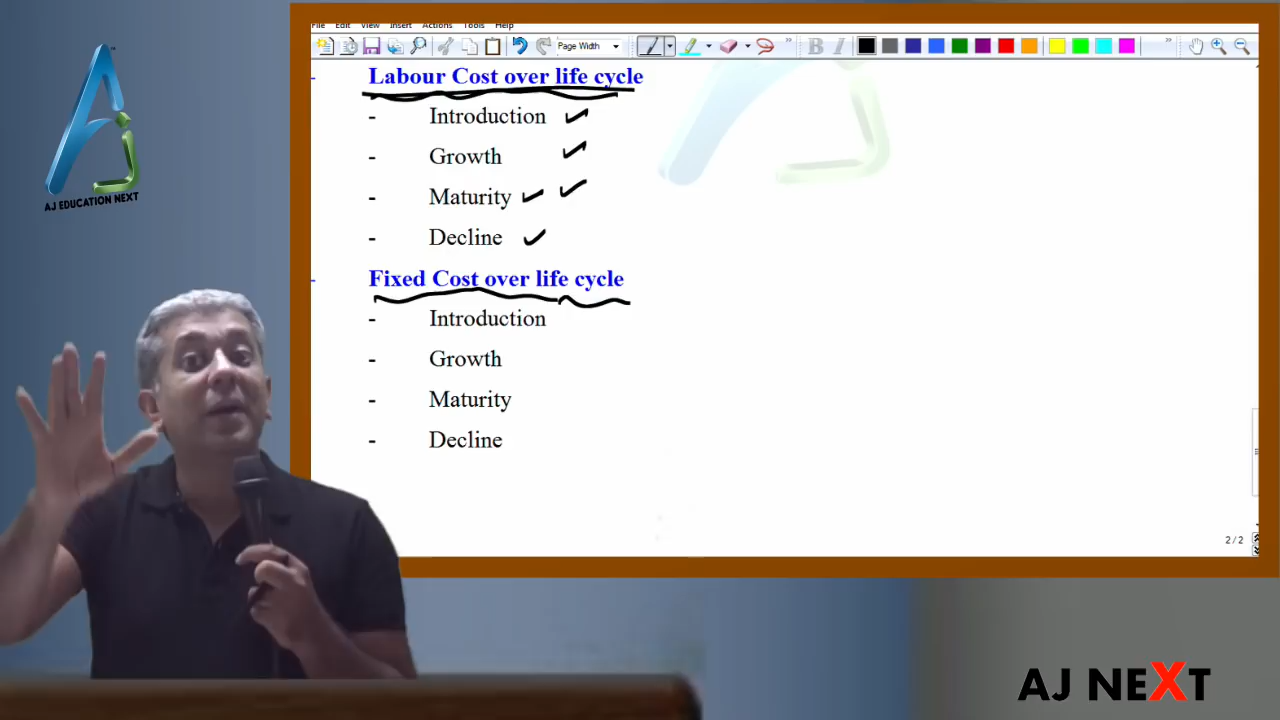 AJ EDUCATION NEXT
File Edit View Insert Actions Tools Help
Page Width
B I
Labour Cost over life cycle
- Introduction
- Growth
- Maturity
- Decline
Fixed Cost over life cycle
- Introduction
- Growth
- Maturity
- Decline
2 / 2
AJ NEXT